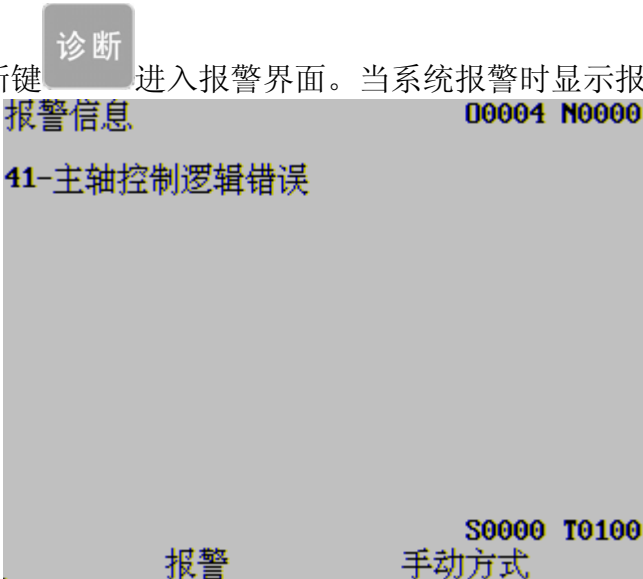 诊断
断键 进入报警界面。当系统报警时显示报
报警信息 O0004 N0000
41-主轴控制逻辑错误
S0000 T0100
报警 手动方式